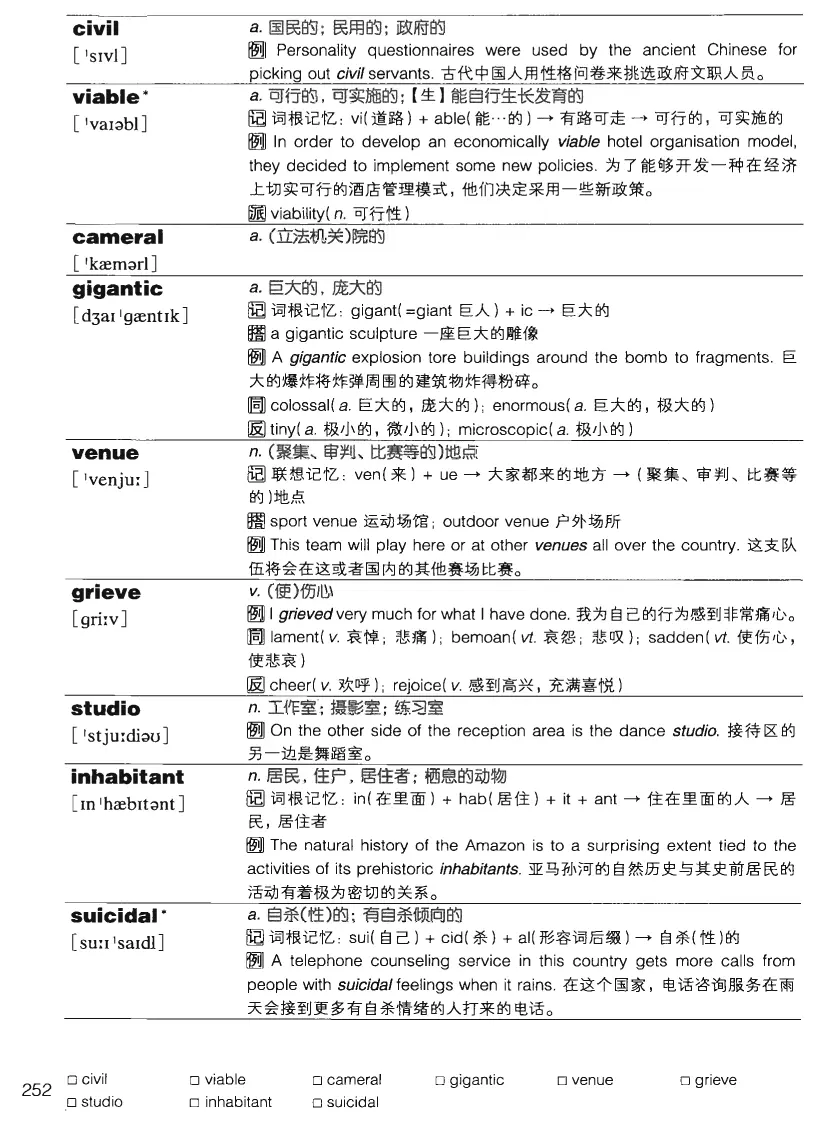 civil a. 国民的；民用的；政府的
[ˈsɪvl] 例 Personality questionnaires were used by the ancient Chinese for
picking out civil servants. 古代中国人用性格问卷来挑选政府文职人员。
viable* a. 可行的，可实施的；【生】能自行生长发育的
[ˈvaɪəbl] 记 词根记忆：vi(道路) + able(能…的) → 有路可走 → 可行的，可实施的
例 In order to develop an economically viable hotel organisation model,
they decided to implement some new policies. 为了能够开发一种在经济
上切实可行的酒店管理模式，他们决定采用一些新政策。
派 viability(n. 可行性)
cameral a. (立法机关)院的
[ˈkæmərl]
gigantic a. 巨大的，庞大的
[dʒaɪˈgæntɪk] 记 词根记忆：gigant(=giant 巨人) + ic → 巨大的
搭 a gigantic sculpture 一座巨大的雕像
例 A gigantic explosion tore buildings around the bomb to fragments. 巨
大的爆炸将炸弹周围的建筑物炸得粉碎。
同 colossal(a. 巨大的，庞大的)；enormous(a. 巨大的，极大的)
反 tiny(a. 极小的，微小的)；microscopic(a. 极小的)
venue n. (聚集、审判、比赛等的)地点
[ˈvenjuː] 记 联想记忆：ven(来) + ue → 大家都来的地方 → (聚集、审判、比赛等
的)地点
搭 sport venue 运动场馆；outdoor venue 户外场所
例 This team will play here or at other venues all over the country. 这支队
伍将会在这或者国内的其他赛场比赛。
grieve v. (使)伤心
[griːv] 例 I grieved very much for what I have done. 我为自己的行为感到非常痛心。
同 lament(v. 哀悼；悲痛)；bemoan(vt. 哀怨；悲叹)；sadden(vt. 使伤心，
使悲哀)
反 cheer(v. 欢呼)；rejoice(v. 感到高兴，充满喜悦)
studio n. 工作室；摄影室；练习室
[ˈstjuːdiəʊ] 例 On the other side of the reception area is the dance studio. 接待区的
另一边是舞蹈室。
inhabitant n. 居民，住户，居住者；栖息的动物
[ɪnˈhæbɪtənt] 记 词根记忆：in(在里面) + hab(居住) + it + ant → 住在里面的人 → 居
民，居住者
例 The natural history of the Amazon is to a surprising extent tied to the
activities of its prehistoric inhabitants. 亚马孙河的自然历史与其史前居民的
活动有着极为密切的关系。
suicidal* a. 自杀(性)的；有自杀倾向的
[suːɪˈsaɪdl] 记 词根记忆：sui(自己) + cid(杀) + al(形容词后缀) → 自杀(性)的
例 A telephone counseling service in this country gets more calls from
people with suicidal feelings when it rains. 在这个国家，电话咨询服务在雨
天会接到更多有自杀情绪的人打来的电话。
252 □ civil □ viable □ cameral □ gigantic □ venue □ grieve
□ studio □ inhabitant □ suicidal